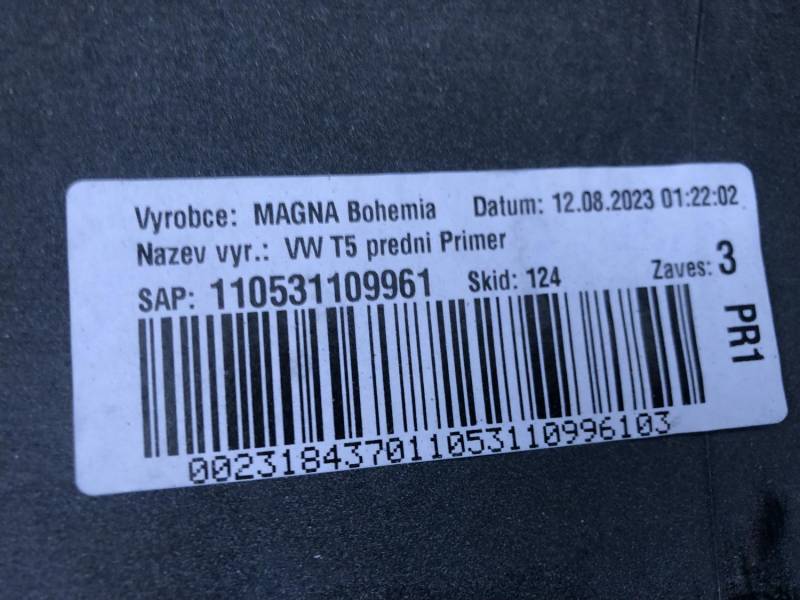 Vyrobce: MAGNA Bohemia Datum: 12.08.2023 01:22:02
Nazev vyr.: VW T5 predni Primer
SAP: 110531109961 Skid: 124 Zaves: 3
PR1
002318437011053110996103